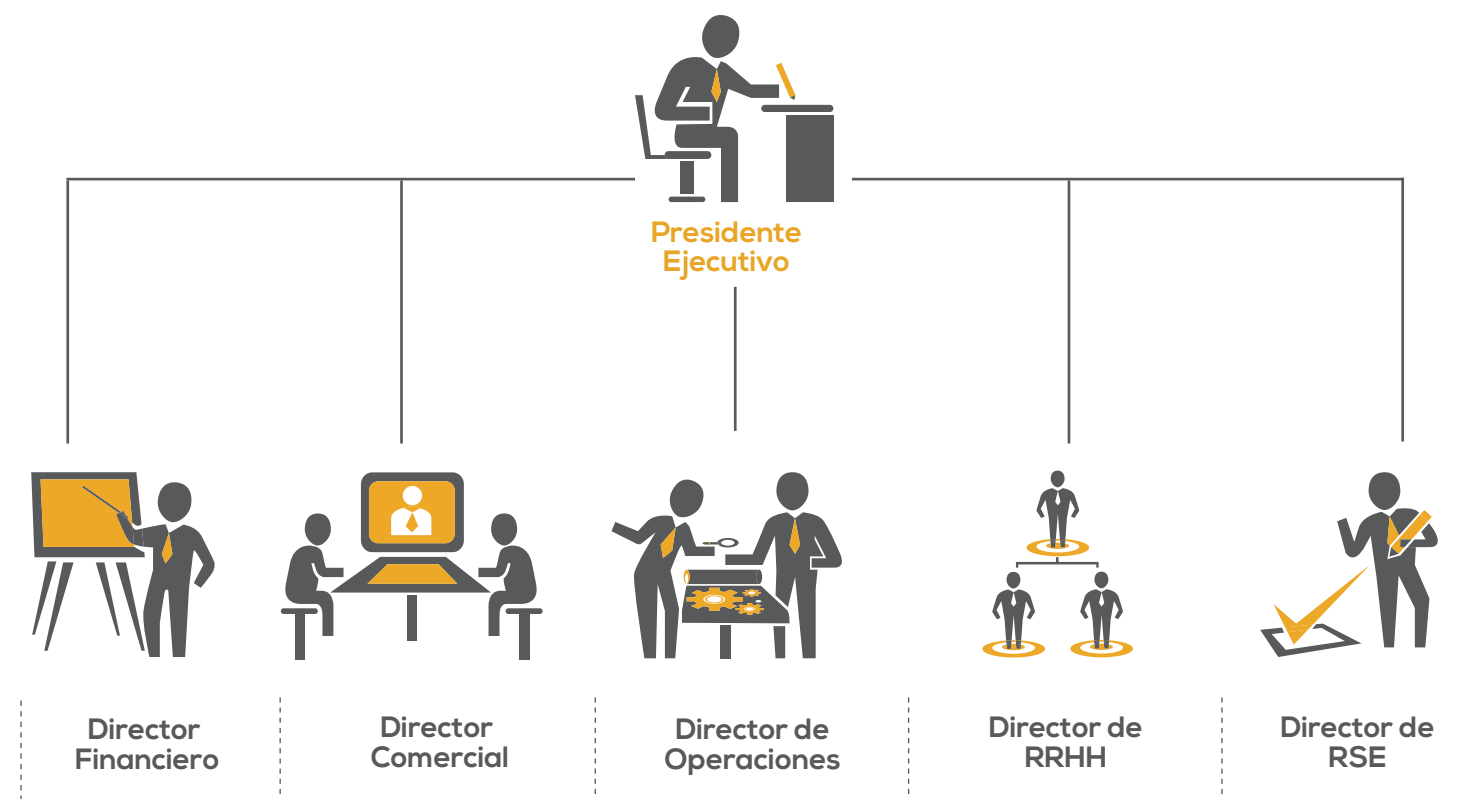 Presidente
Ejecutivo
Director
Financiero
Director
Comercial
Director de
Operaciones
Director de
RRHH
Director de
RSE